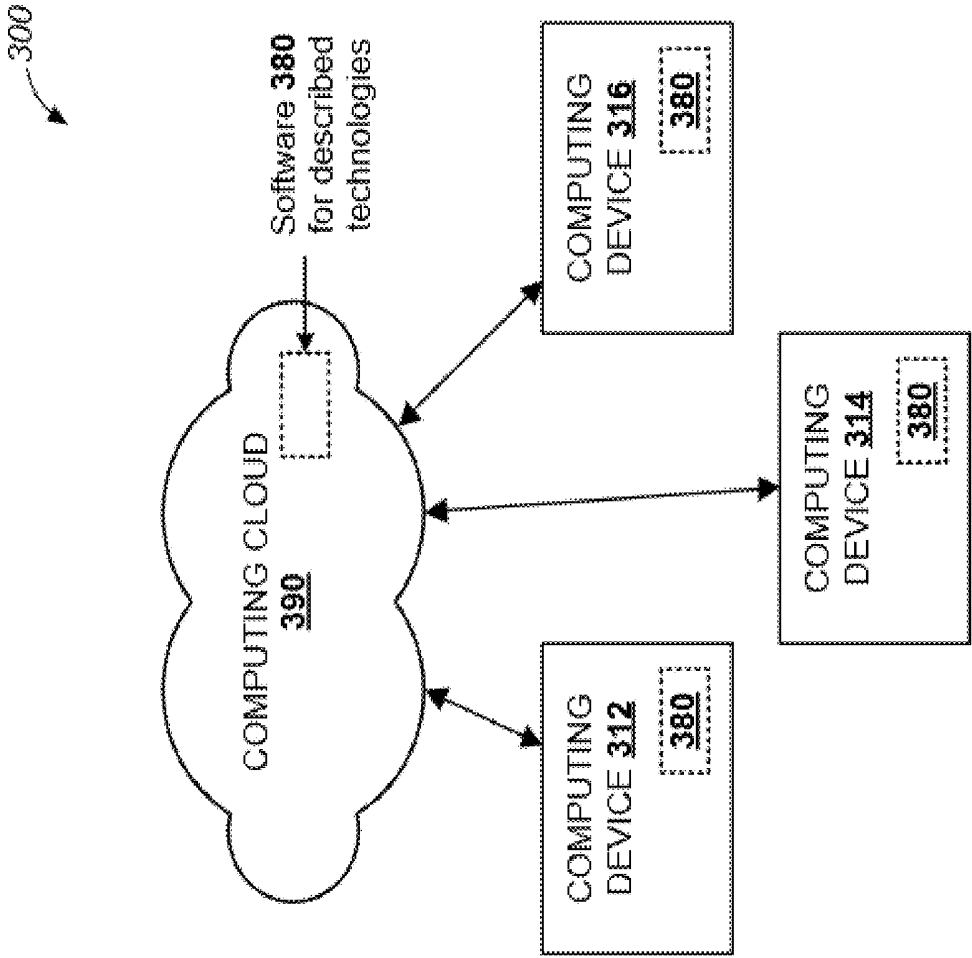 300
Software 380
for described
technologies
COMPUTING CLOUD
390
COMPUTING
DEVICE 312
380
COMPUTING
DEVICE 314
380
COMPUTING
DEVICE 316
380